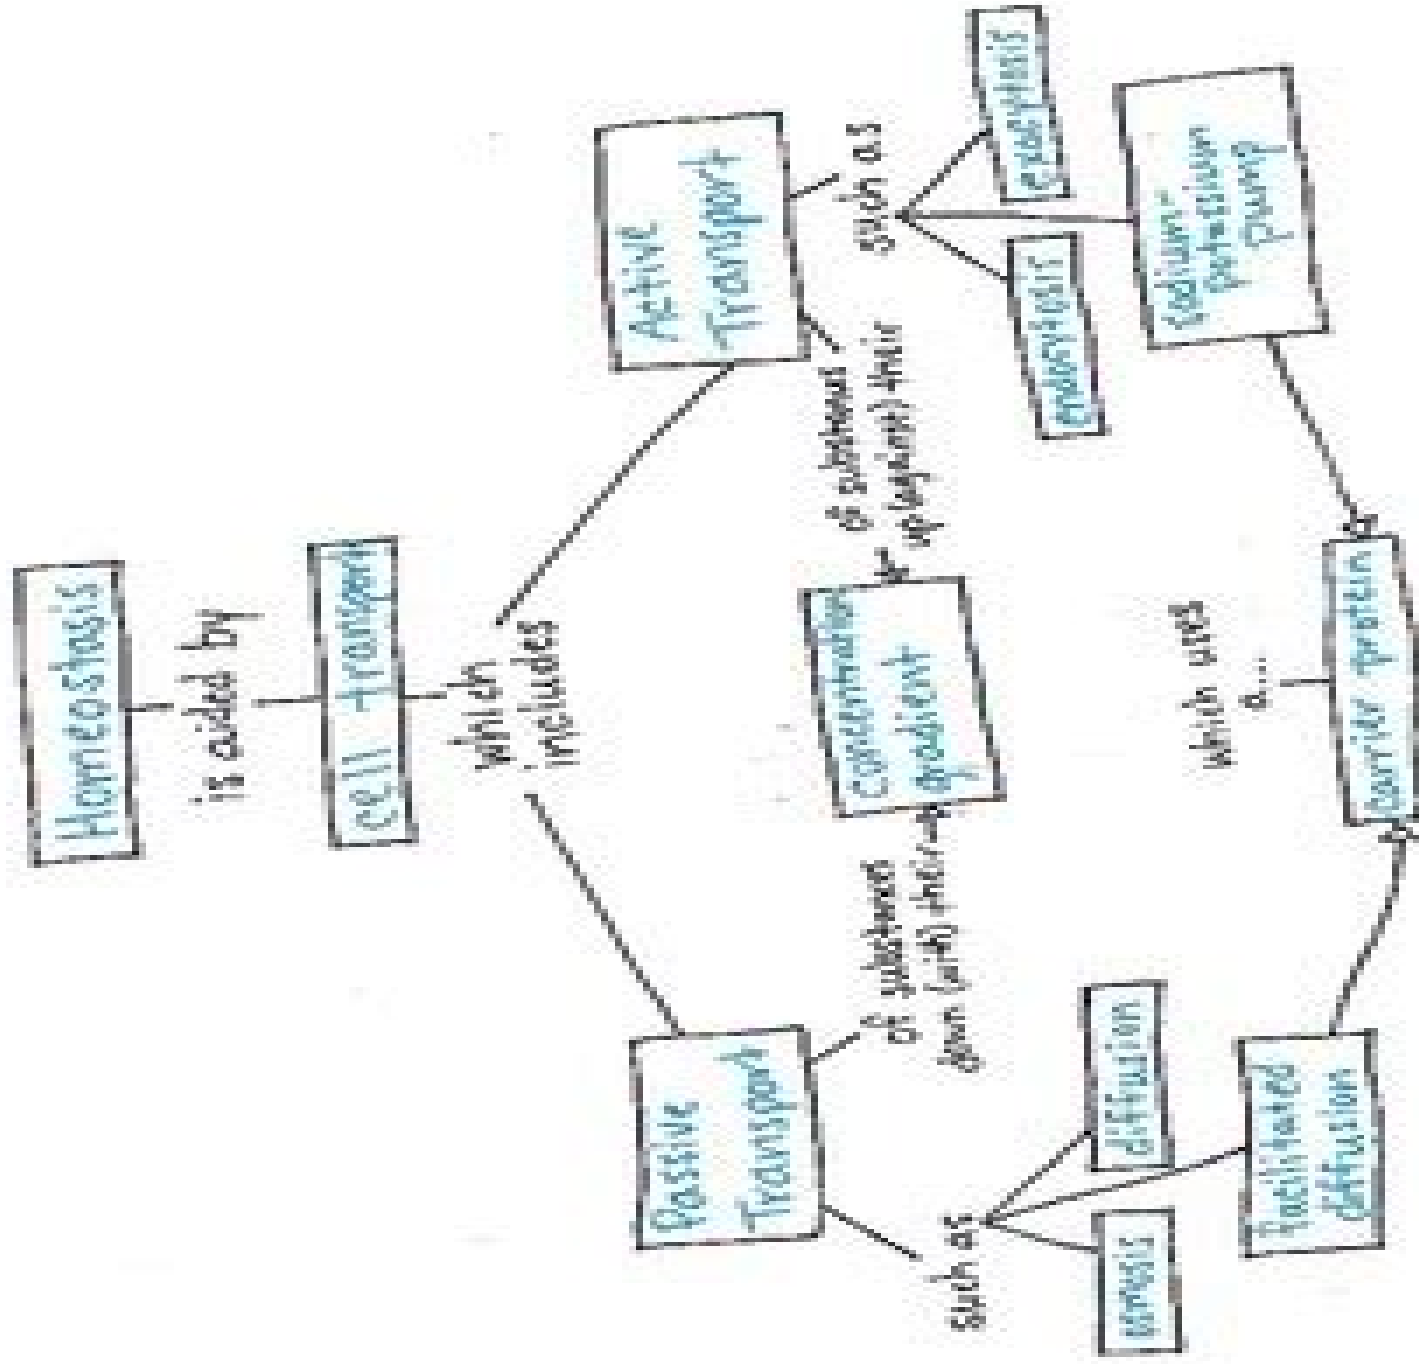 Homeostasis
is aided by
cell transport
which
includes
Passive
Transport
Active
Transport
such as
of substances
down (with) their
concentration
gradient
of substances
up (against) their
such as
osmosis
diffusion
Facilitated
diffusion
endocytosis
exocytosis
sodium-
potassium
pump
which uses
a...
carrier protein